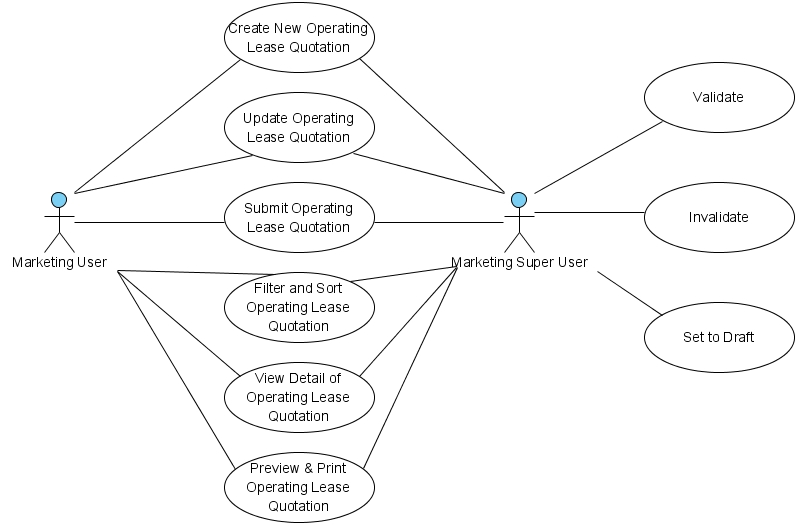 Create New Operating
Lease Quotation
Update Operating
Lease Quotation
Submit Operating
Lease Quotation
Filter and Sort
Operating Lease
Quotation
View Detail of
Operating Lease
Quotation
Preview & Print
Operating Lease
Quotation
Marketing User
Marketing Super User
Validate
Invalidate
Set to Draft